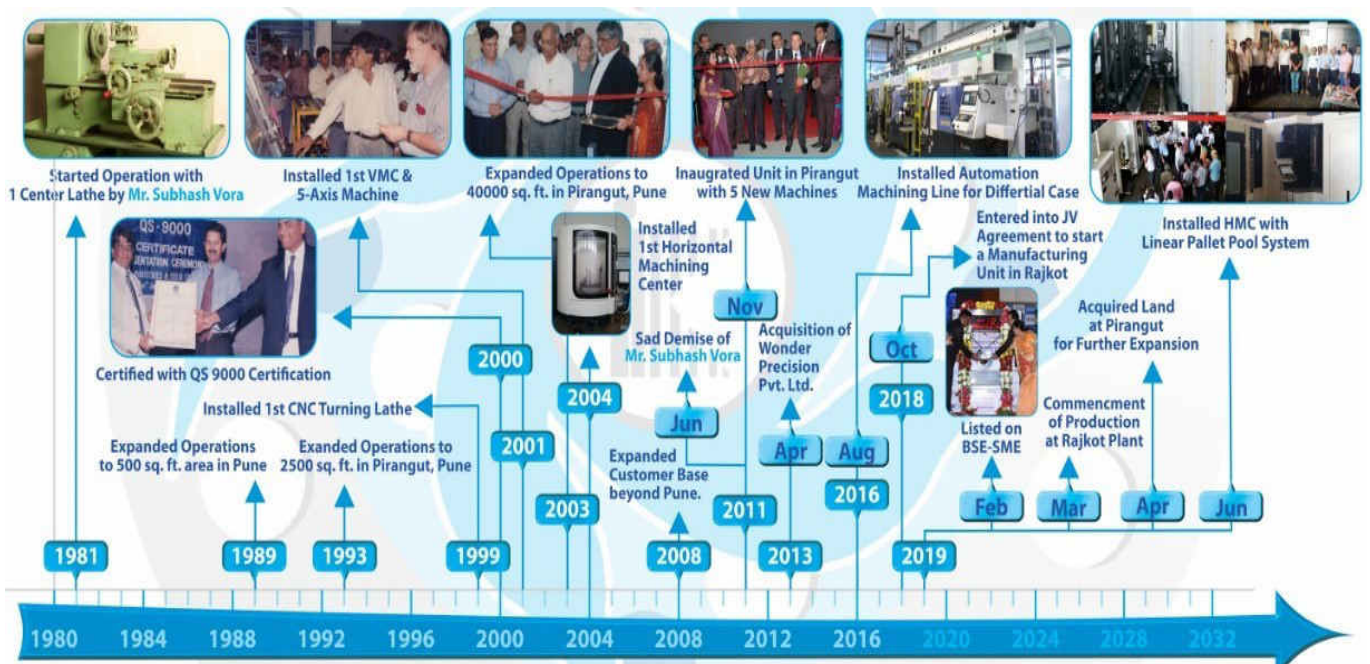 Started Operation with
1 Center Lathe by Mr. Subhash Vora
Installed 1st VMC &
5-Axis Machine
Expanded Operations to
40000 sq. ft. in Pirangut, Pune
Inaugrated Unit in Pirangut
with 5 New Machines
Installed Automation
Machining Line for Differtial Case
Installed HMC with
Linear Pallet Pool System
QS-9000
CERTIFICATE
Certified with QS 9000 Certification
Installed
1st Horizontal
Machining
Center
Entered into JV
Agreement to start
a Manufacturing
Unit in Rajkot
Installed 1st CNC Turning Lathe
Expanded Operations
to 500 sq. ft. area in Pune
Exanded Operations to
2500 sq. ft. in Pirangut, Pune
Sad Demise of
Mr. Subhash Vora
Expanded
Customer Base
beyond Pune.
Acquisition of
Wonder
Precision
Pvt. Ltd.
Listed on
BSE-SME
Commencment
of Production
at Rajkot Plant
Acquired Land
at Pirangut
for Further Expansion
Nov
Jun
Apr
Aug
Oct
Feb
Mar
Apr
Jun
1981
1989
1993
1999
2000
2001
2003
2004
2008
2011
2013
2016
2018
2019
1980
1984
1988
1992
1996
2000
2004
2008
2012
2016
2020
2024
2028
2032